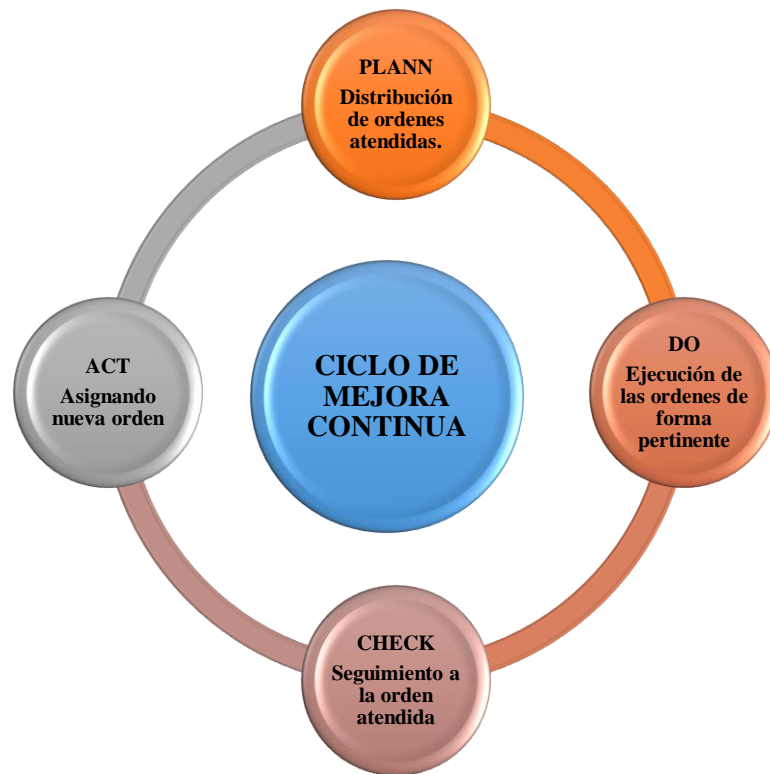 PLANN
Distribución
de ordenes
atendidas.
DO
Ejecución de
las ordenes de
forma
pertinente
CHECK
Seguimiento a
la orden
atendida
ACT
Asignando
nueva orden
CICLO DE
MEJORA
CONTINUA